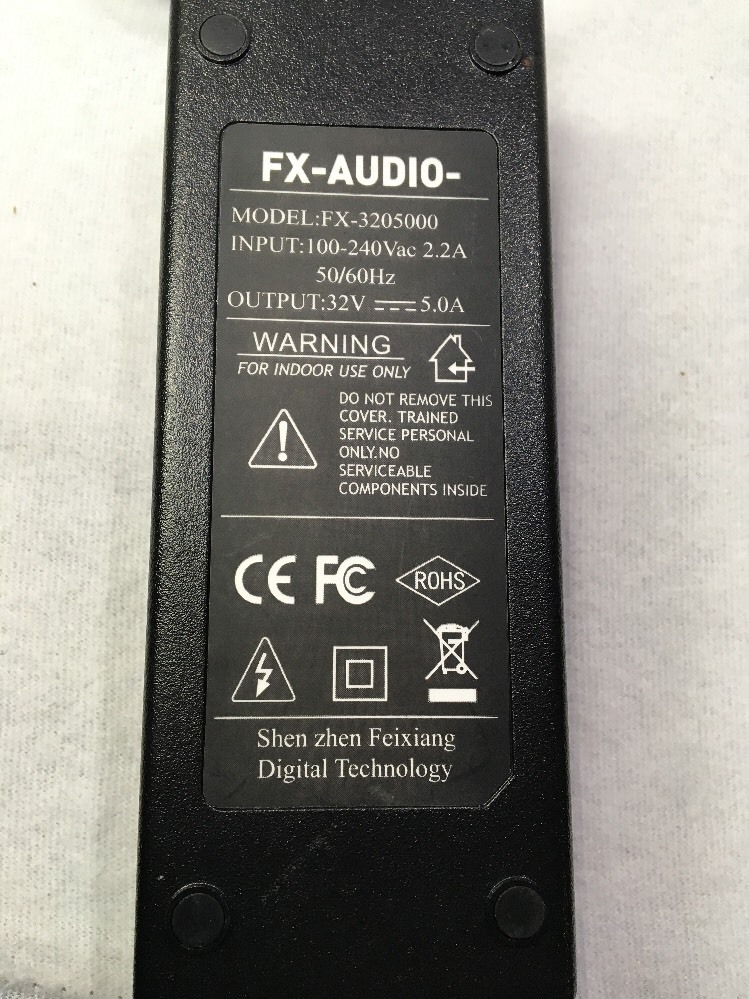 FX-AUDIO-
MODEL:FX-3205000
INPUT:100-240Vac 2.2A
50/60Hz
OUTPUT:32V ⎓ 5.0A
WARNING
FOR INDOOR USE ONLY
DO NOT REMOVE THIS
COVER. TRAINED
SERVICE PERSONAL
ONLY.NO
SERVICEABLE
COMPONENTS INSIDE
CE FC ROHS
Shen zhen Feixiang
Digital Technology